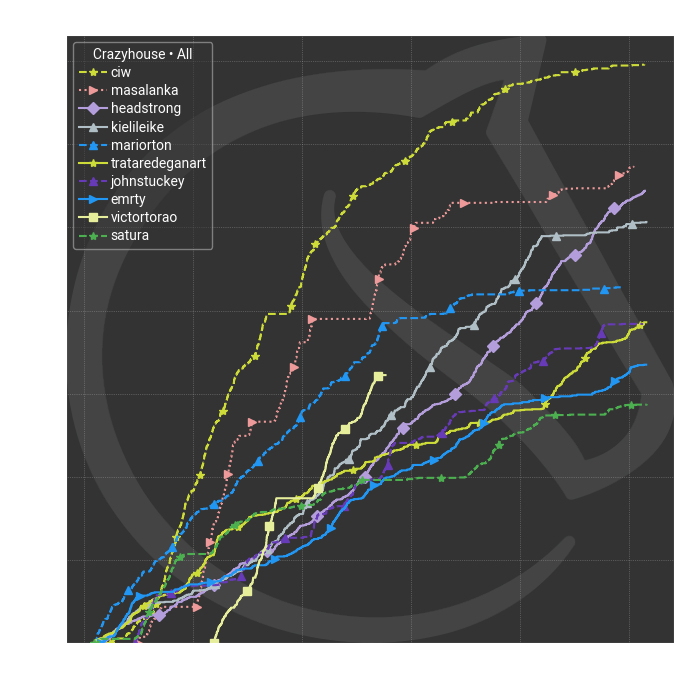 Crazyhouse • All
ciw
masalanka
headstrong
kielileike
mariorton
trataredeganart
johnstuckey
emrty
victortorao
satura